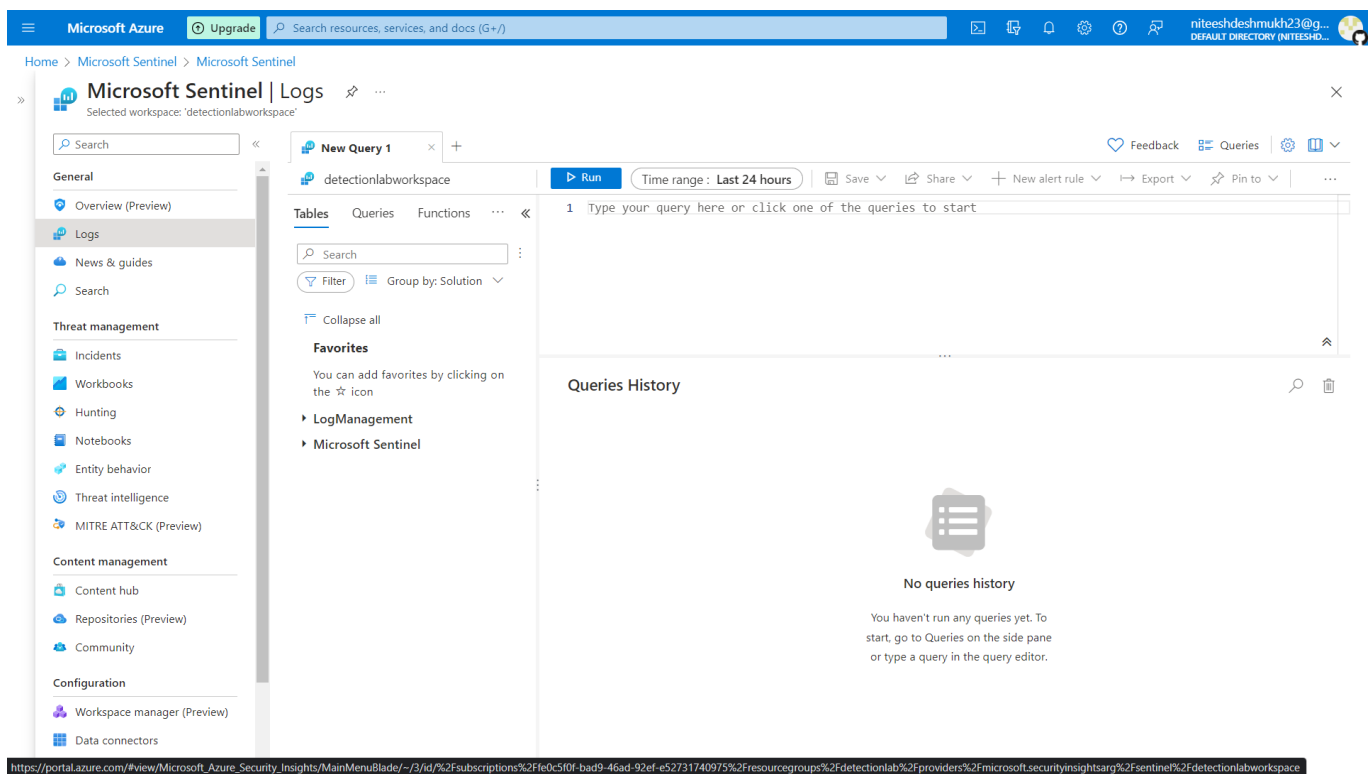 Microsoft Azure
Upgrade
Search resources, services, and docs (G+/)
niteeshdeshmukh23@g...
DEFAULT DIRECTORY (NITEESHD...
Home > Microsoft Sentinel > Microsoft Sentinel
Microsoft Sentinel | Logs
Selected workspace: 'detectionlabworkspace'
Search
General
Overview (Preview)
Logs
News & guides
Search
Threat management
Incidents
Workbooks
Hunting
Notebooks
Entity behavior
Threat intelligence
MITRE ATT&CK (Preview)
Content management
Content hub
Repositories (Preview)
Community
Configuration
Workspace manager (Preview)
Data connectors
New Query 1
Feedback
Queries
detectionlabworkspace
Run
Time range : Last 24 hours
Save
Share
New alert rule
Export
Pin to
Tables
Queries
Functions
Search
Filter
Group by: Solution
Collapse all
Favorites
You can add favorites by clicking on
the ☆ icon
LogManagement
Microsoft Sentinel
1 Type your query here or click one of the queries to start
Queries History
No queries history
You haven't run any queries yet. To
start, go to Queries on the side pane
or type a query in the query editor.
https://portal.azure.com/#view/Microsoft_Azure_Security_Insights/MainMenuBlade/~/3/id/%2Fsubscriptions%2Ffe0c5f0f-bad9-46ad-92ef-e52731740975%2Fresourcegroups%2Fdetectionlab%2Fproviders%2Fmicrosoft.securityinsightsarg%2Fsentinel%2Fdetectionlabworkspace